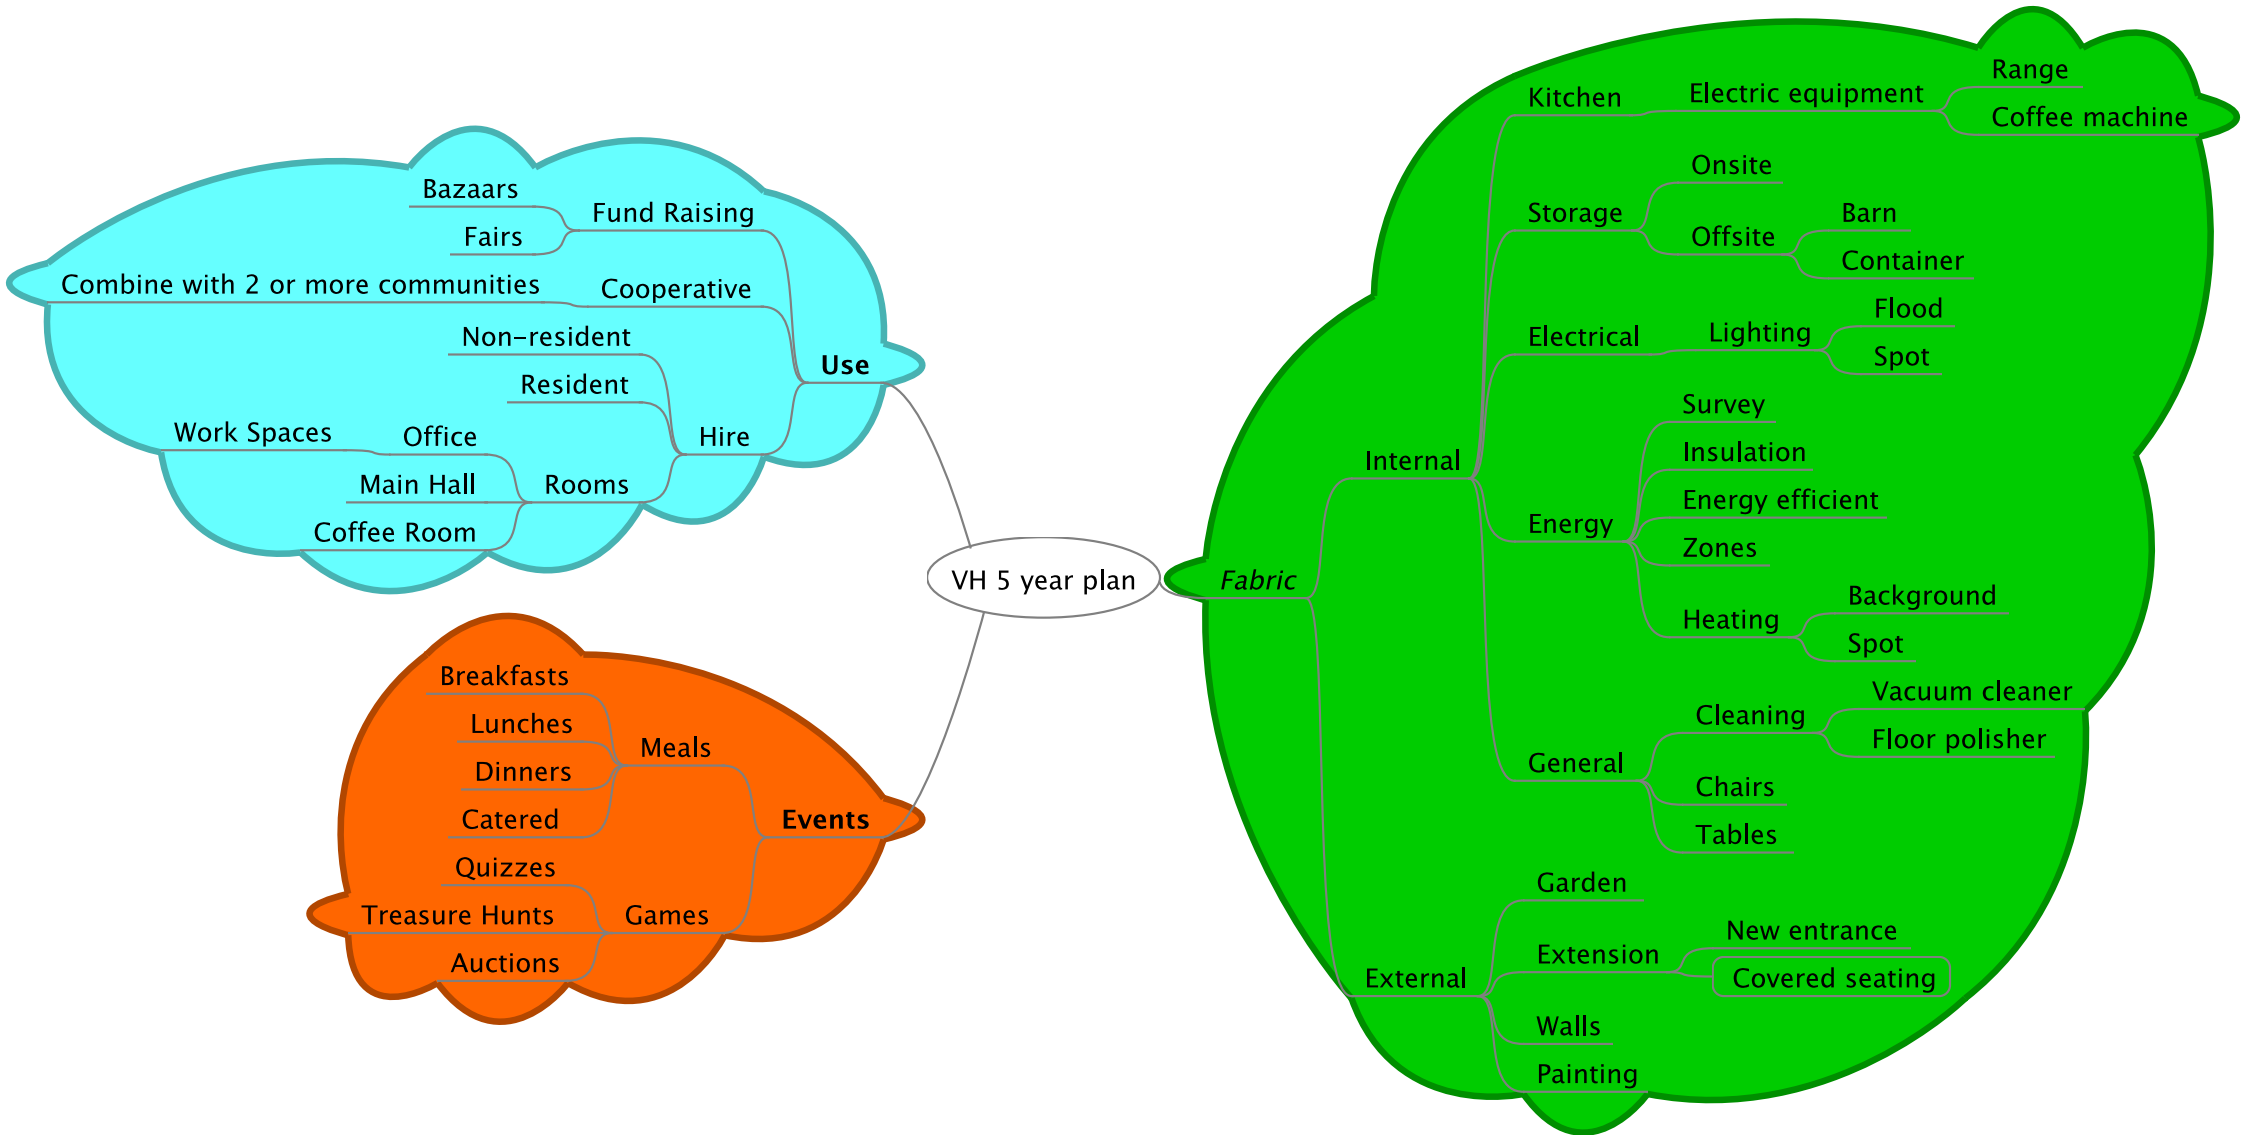 VH 5 year plan
Use
Fund Raising
Bazaars
Fairs
Cooperative
Combine with 2 or more communities
Hire
Non-resident
Resident
Rooms
Office
Work Spaces
Main Hall
Coffee Room
Events
Meals
Breakfasts
Lunches
Dinners
Catered
Games
Quizzes
Treasure Hunts
Auctions
Fabric
Internal
Kitchen
Electric equipment
Range
Coffee machine
Storage
Onsite
Offsite
Barn
Container
Electrical
Lighting
Flood
Spot
Energy
Survey
Insulation
Energy efficient
Zones
Heating
Background
Spot
General
Cleaning
Vacuum cleaner
Floor polisher
Chairs
Tables
External
Garden
Extension
New entrance
Covered seating
Walls
Painting